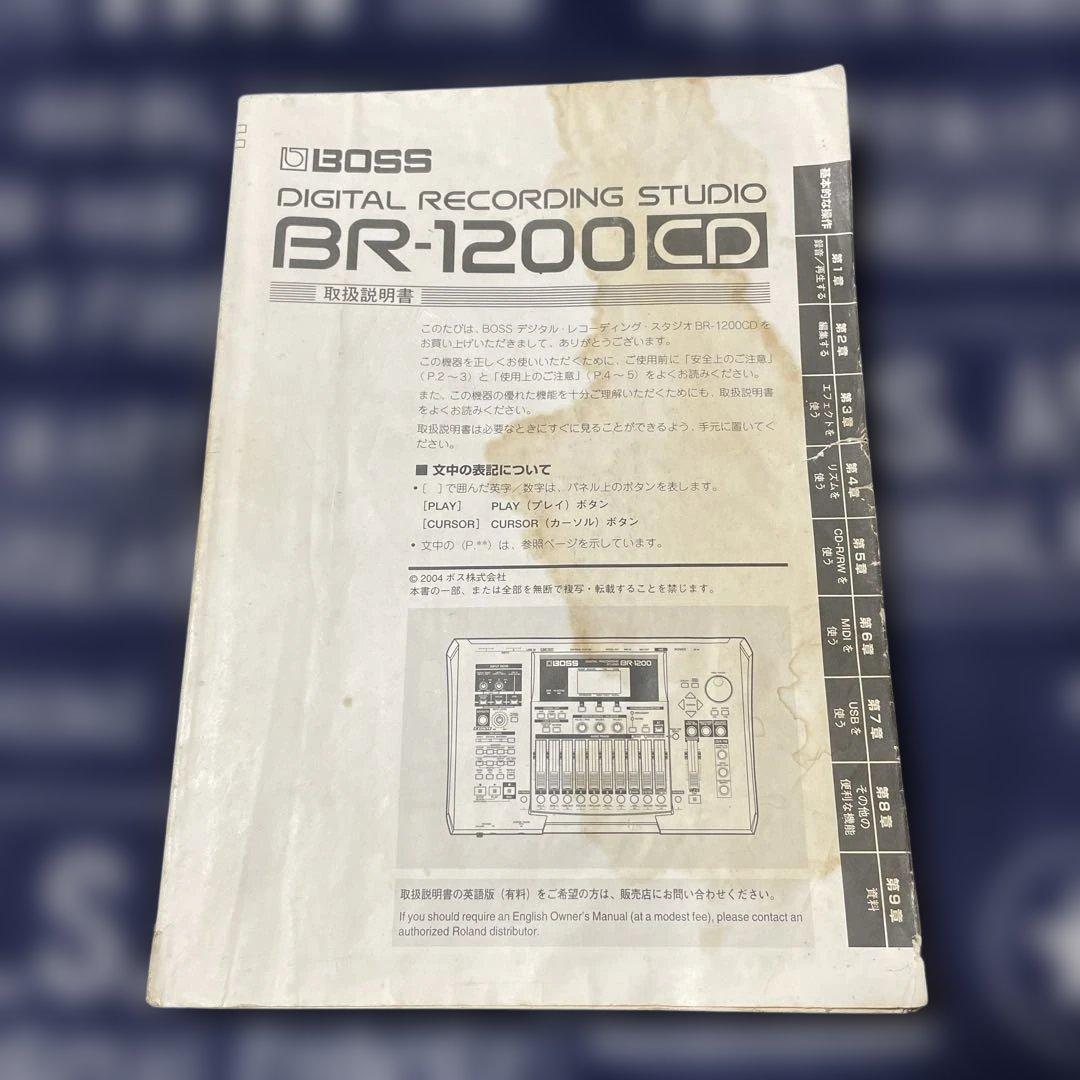 BOSS
DIGITAL RECORDING STUDIO
BR-1200CD
取扱説明書
このたびは、BOSS デジタル・レコーディング・スタジオ BR-1200CD を
お買い上げいただきまして、ありがとうございます。
この機器を正しくお使いいただくために、ご使用前に「安全上のご注意」
（P.2～3）と「使用上のご注意」（P.4～5）をよくお読みください。
また、この機器の優れた機能を十分ご理解いただくためにも、取扱説明書
をよくお読みください。
取扱説明書は必要なときにすぐに見ることができるよう、手元に置いてく
ださい。
■ 文中の表記について
• ［ ］で囲んだ英字／数字は、パネル上のボタンを表します。
［PLAY］ PLAY（プレイ）ボタン
［CURSOR］ CURSOR（カーソル）ボタン
• 文中の（P.**）は、参照ページを示しています。
© 2004 ボス株式会社
本書の一部、または全部を無断で複写・転載することを禁じます。
BOSS
BR-1200
取扱説明書の英語版（有料）をご希望の方は、販売店にお問い合わせください。
If you should require an English Owner's Manual (at a modest fee), please contact an
authorized Roland distributor.
基本的な操作
第1章
録音／再生する
第2章
編集する
第3章
エフェクトを
使う
第4章
リズムを
使う
第5章
CD-R/RWを
使う
第6章
MIDIを
使う
第7章
USBを
使う
第8章
その他の
便利な機能
第9章
資料